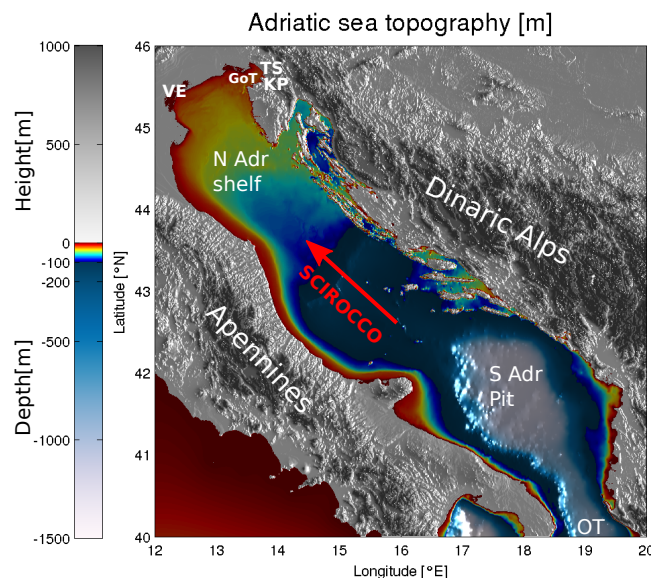 Adriatic sea topography [m]
Height[m]
Depth[m]
1000
500
0
-100
-500
-1000
-1500
Latitude [°N]
46
45
44
43
42
41
40
12
13
14
15
16
17
18
19
20
Longitude [°E]
VE
GoT
TS
KP
N Adr
shelf
Dinaric Alps
SCIROCCO
Apennines
S Adr
Pit
OT